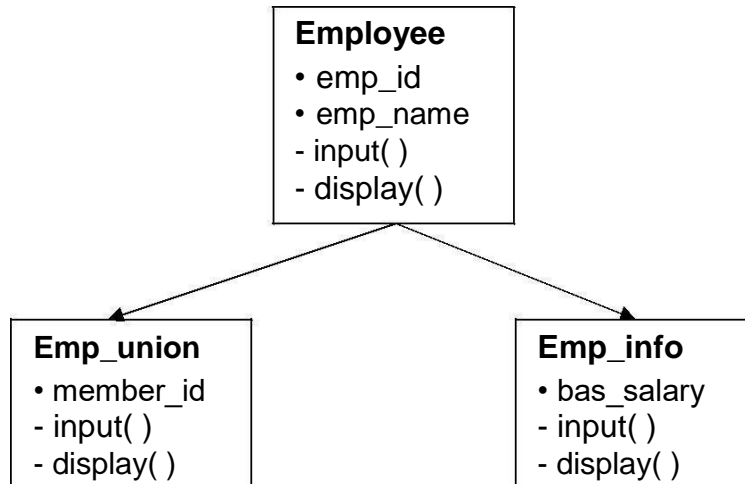 Employee
• emp_id
• emp_name
- input( )
- display( )
Emp_union
• member_id
- input( )
- display( )
Emp_info
• bas_salary
- input( )
- display( )